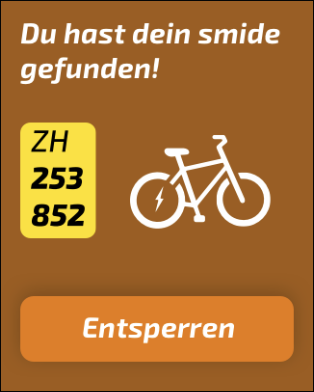 Du hast dein smide
gefunden!
ZH
253
852
Entsperren